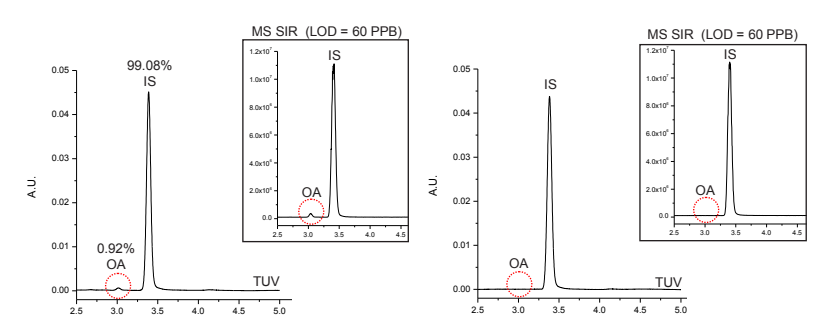 MS SIR (LOD = 60 PPB)
1.2x10⁷
1.0x10⁷
8.0x10⁶
6.0x10⁶
4.0x10⁶
2.0x10⁶
0.0
IS
OA
2.5 3.0 3.5 4.0 4.5
99.08%
IS
0.92%
OA
TUV
A.U.
0.05
0.04
0.03
0.02
0.01
0.00
2.5 3.0 3.5 4.0 4.5 5.0
MS SIR (LOD = 60 PPB)
1.2x10⁷
1.0x10⁷
8.0x10⁶
6.0x10⁶
4.0x10⁶
2.0x10⁶
0.0
IS
OA
2.5 3.0 3.5 4.0 4.5
IS
OA
TUV
A.U.
0.05
0.04
0.03
0.02
0.01
0.00
2.5 3.0 3.5 4.0 4.5 5.0